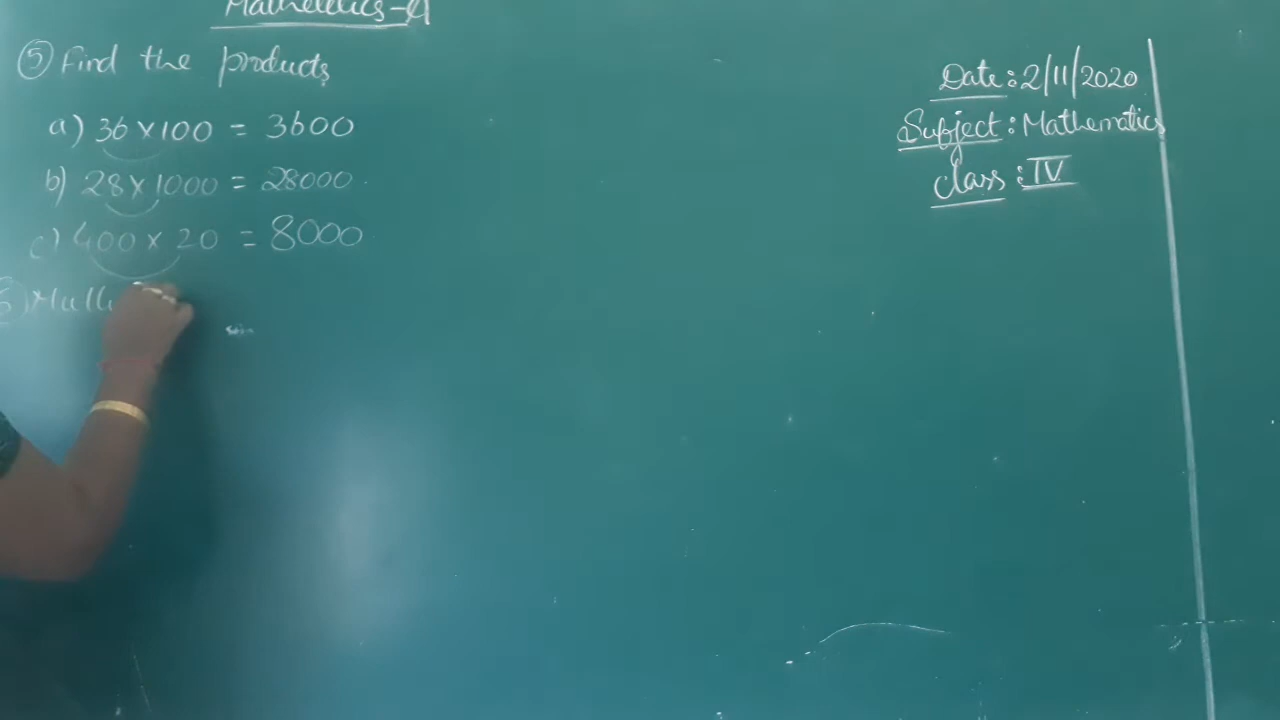 ⑤ Find the products
a) 36 x 100 = 3600
b) 28 x 1000 = 28000
c) 400 x 20 = 8000
6)
Date : 2/11/2020
Subject : Mathematics
Class : IV